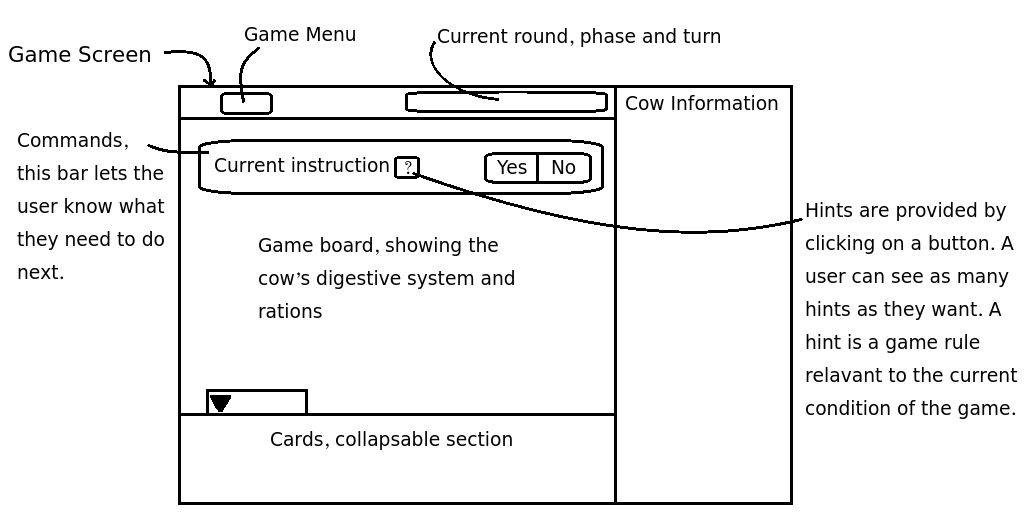 Game Screen
Game Menu
Current round, phase and turn
Cow Information
Commands,
this bar lets the
user know what
they need to do
next.
Current instruction ? Yes No
Game board, showing the
cow's digestive system and
rations
Cards, collapsable section
Hints are provided by
clicking on a button. A
user can see as many
hints as they want. A
hint is a game rule
relavant to the current
condition of the game.